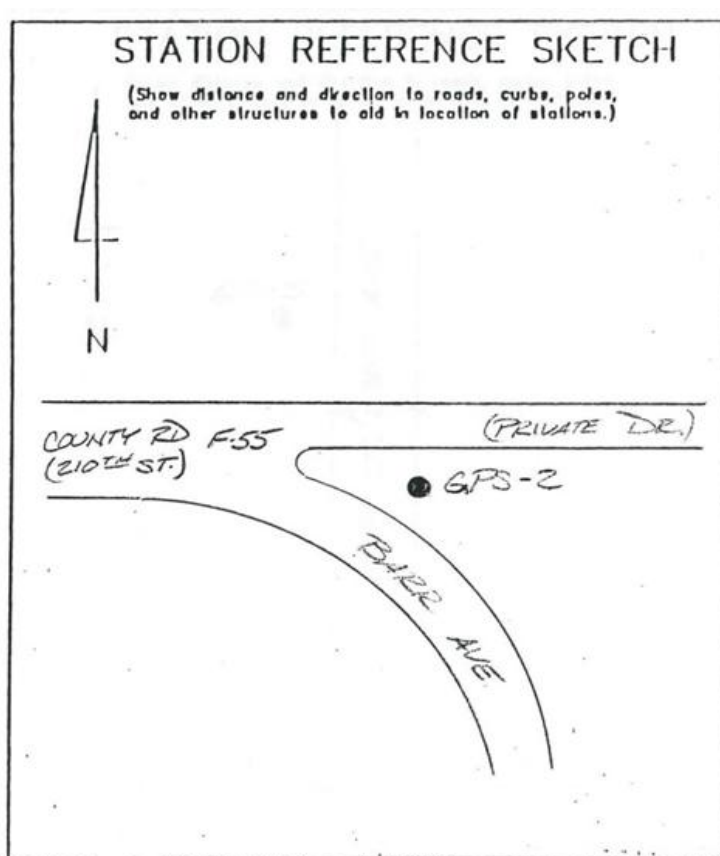 STATION REFERENCE SKETCH
(Show distance and direction to roads, curbs, poles,
and other structures to aid in location of stations.)
N
COUNTY RD F-55
(210TH ST.)
(PRIVATE DR.)
GPS-2
BARR AVE.